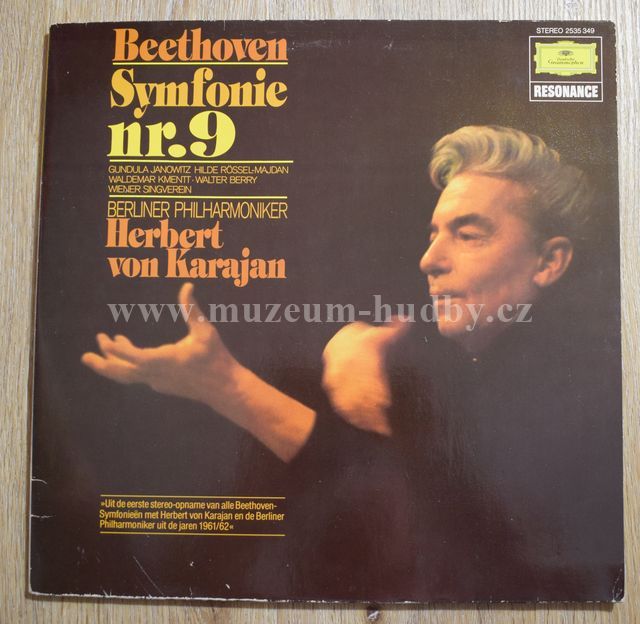 Beethoven
Symfonie
nr.9
GUNDULA JANOWITZ HILDE RÖSSEL-MAJDAN
WALDEMAR KMENTT · WALTER BERRY
WIENER SINGVEREIN
BERLINER PHILHARMONIKER
Herbert
von Karajan
STEREO 2535 349
Deutsche
Grammophon
RESONANCE
www.muzeum-hudby.cz
»Uit de eerste stereo-opname van alle Beethoven-
Symfonieën met Herbert von Karajan en de Berliner
Philharmoniker uit de jaren 1961/62«